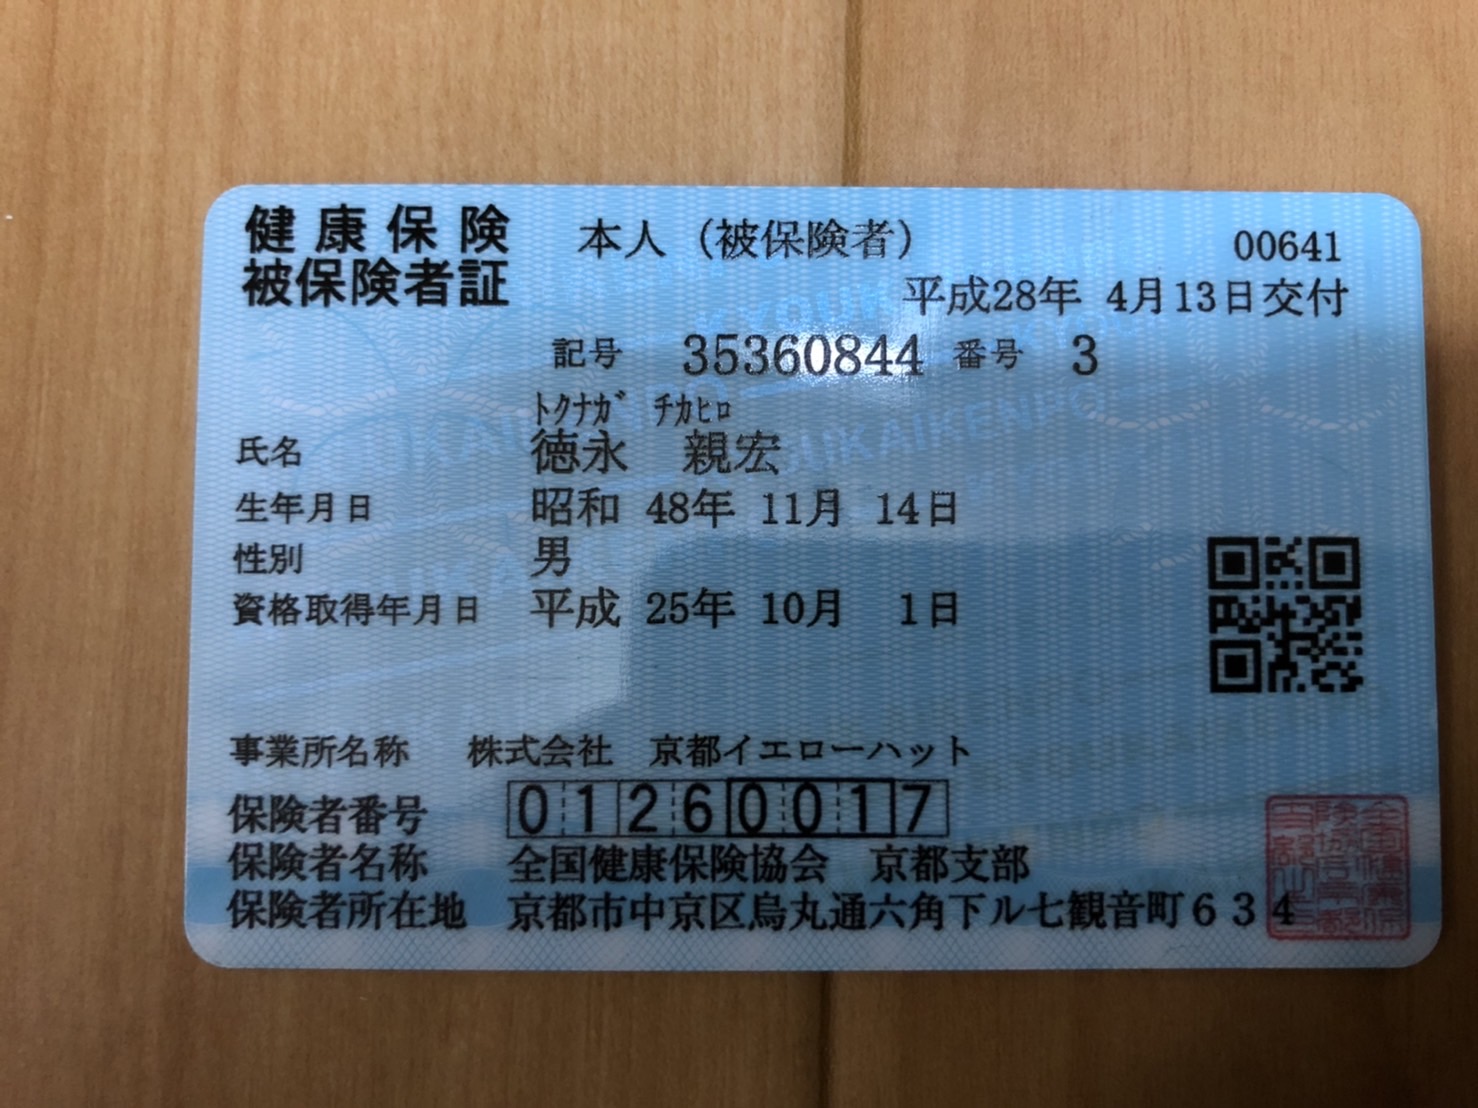 健康保険
被保険者証
本人（被保険者）
00641
平成28年 4月13日交付
記号 35360844 番号 3
ﾄｸﾅｶﾞ ﾁｶﾋﾛ
氏名 徳永 親宏
生年月日 昭和 48年 11月 14日
性別 男
資格取得年月日 平成 25年 10月 1日
事業所名称 株式会社 京都イエローハット
保険者番号 01260017
保険者名称 全国健康保険協会 京都支部
保険者所在地 京都市中京区烏丸通六角下ル七観音町６３４